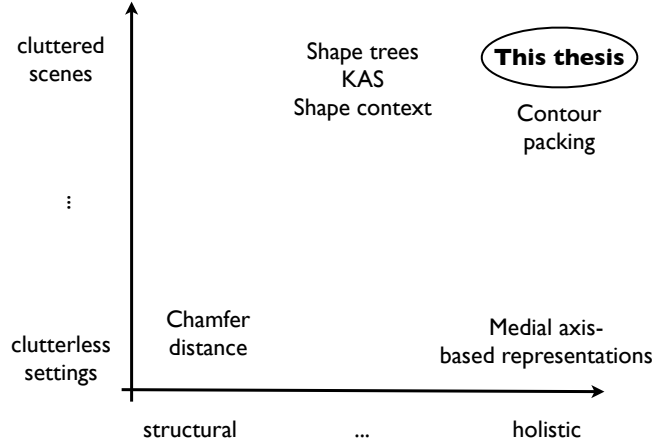 cluttered
scenes
Shape trees
KAS
Shape context
This thesis
Contour
packing
...
Chamfer
distance
Medial axis-
based representations
clutterless
settings
structural
...
holistic